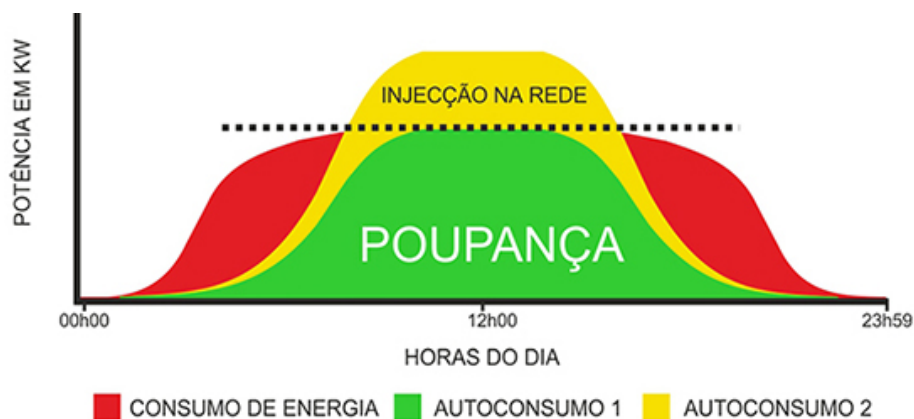 POTÊNCIA EM KW
INJECÇÃO NA REDE
POUPANÇA
00h00
12h00
23h59
HORAS DO DIA
CONSUMO DE ENERGIA
AUTOCONSUMO 1
AUTOCONSUMO 2